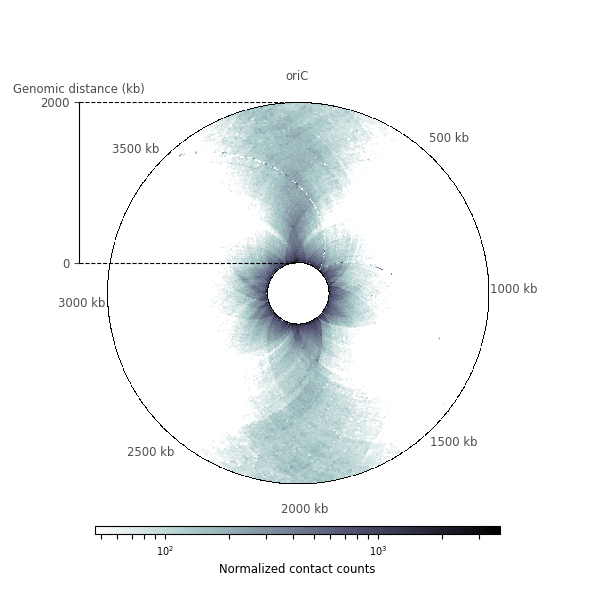 oriC
Genomic distance (kb)
2000
3500 kb
500 kb
0
1000 kb
3000 kb
1500 kb
2500 kb
2000 kb
10²
10³
Normalized contact counts